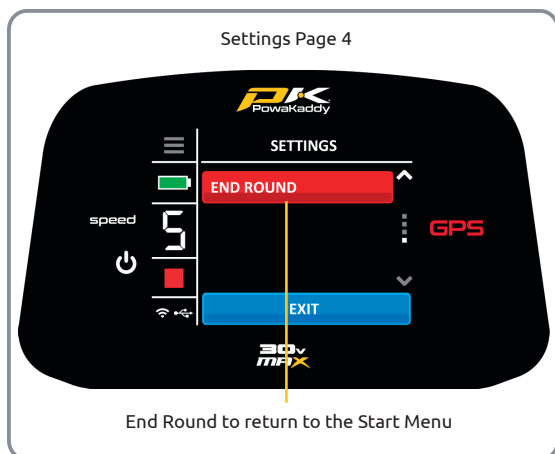 Settings Page 4
PK
PowaKaddy
SETTINGS
END ROUND
speed
5
GPS
EXIT
30v
MAX
End Round to return to the Start Menu